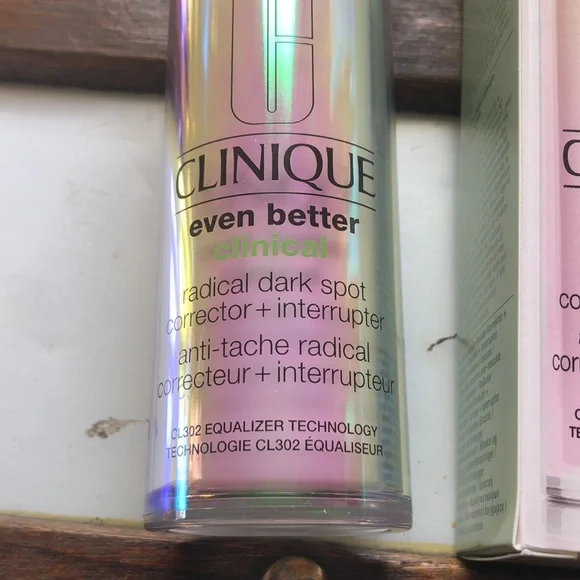 CLINIQUE
even better
clinical
radical dark spot
corrector + interrupter
anti-tache radical
correcteur + interrupteur
CL302 EQUALIZER TECHNOLOGY
TECHNOLOGIE CL302 ÉQUALISEUR